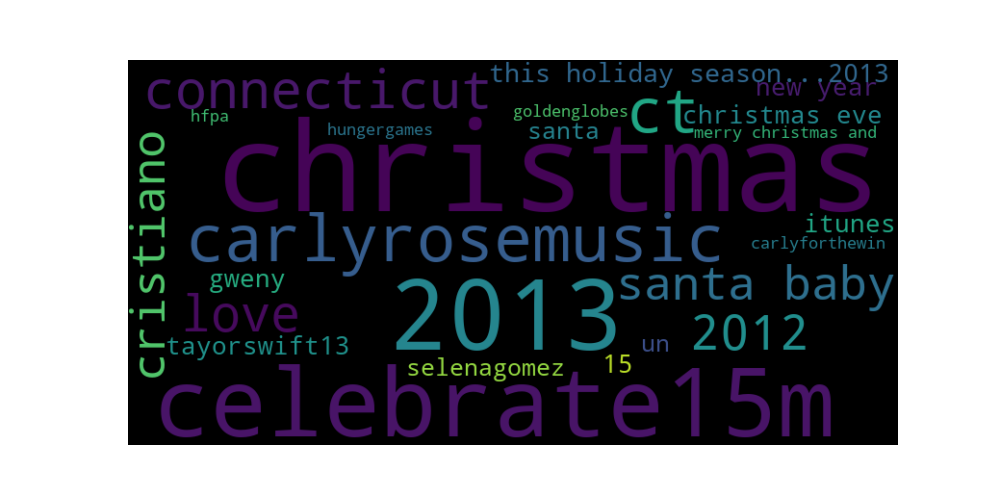 this holiday season...2013
connecticut
new year
hfpa
goldenglobes
ct
christmas eve
hungergames
santa
merry christmas and
christmas
cristiano
carlyrosemusic
itunes
carlyforthewin
gweny
santa baby
2013
love
2012
tayorswift13
un
selenagomez
15
celebrate15m